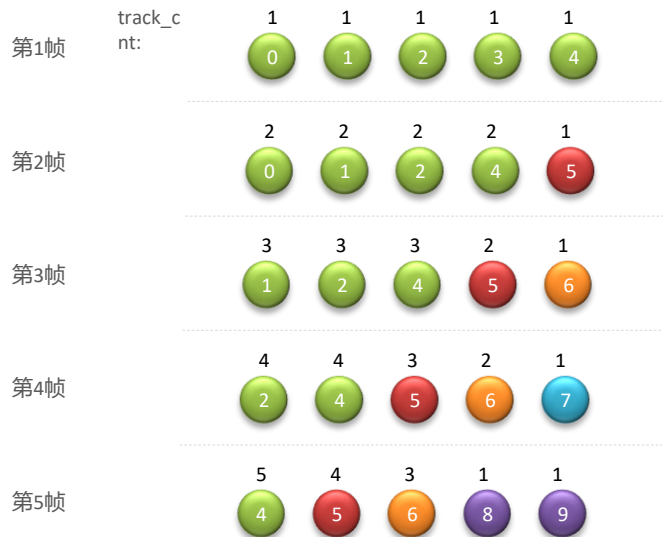 track_c
nt:
1 1 1 1 1
第1帧
0 1 2 3 4
2 2 2 2 1
第2帧
0 1 2 4 5
3 3 3 2 1
第3帧
1 2 4 5 6
4 4 3 2 1
第4帧
2 4 5 6 7
5 4 3 1 1
第5帧
4 5 6 8 9